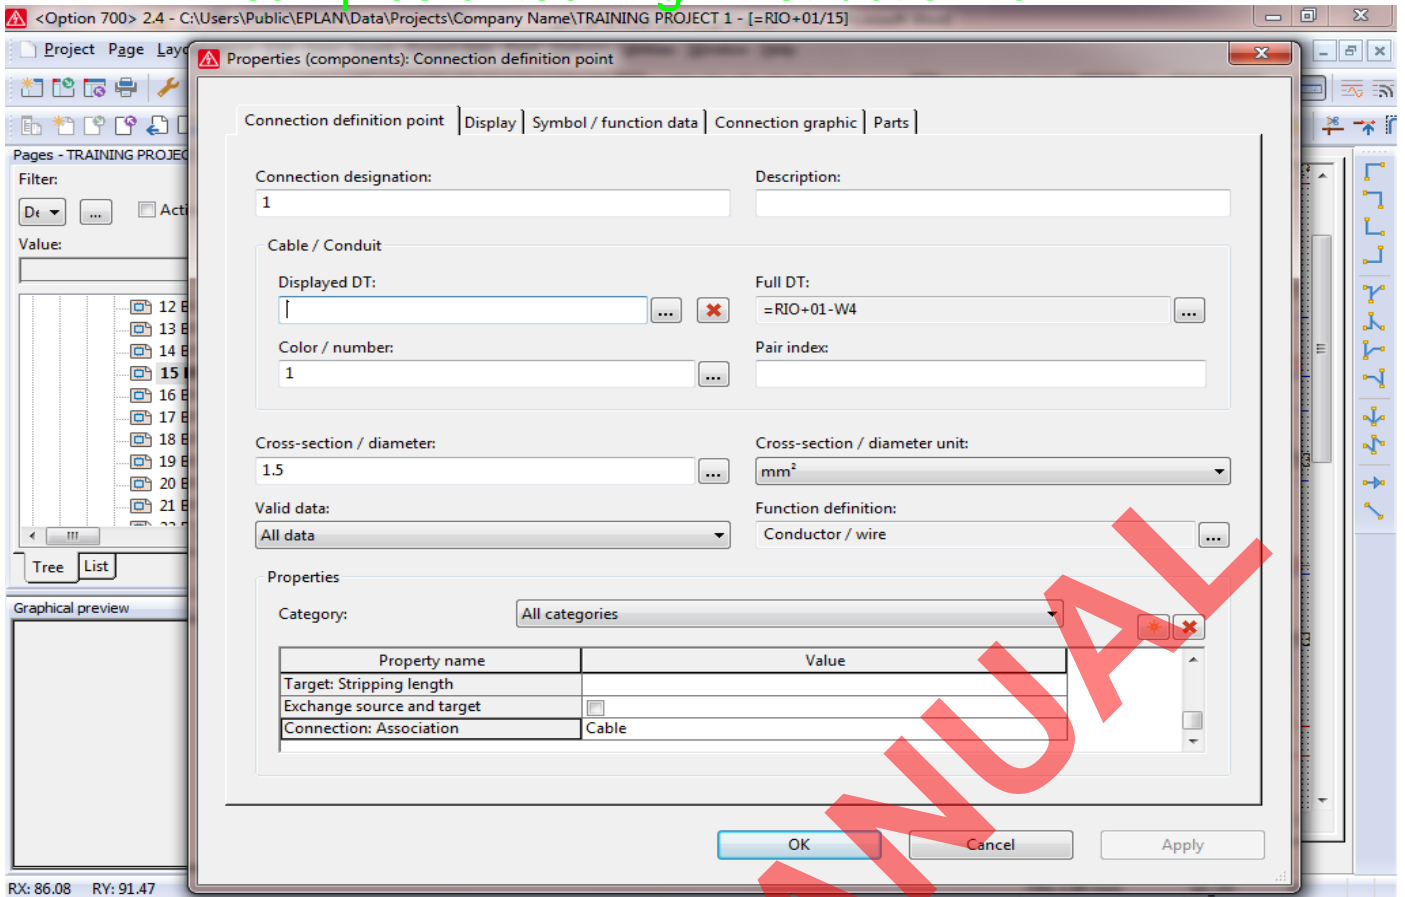 <Option 700> 2.4 - C:\Users\Public\EPLAN\Data\Projects\Company Name\TRAINING PROJECT 1 - [=RIO+01/15]
Project Page Layo
Properties (components): Connection definition point
Connection definition point Display Symbol / function data Connection graphic Parts
Pages - TRAINING PROJEC
Filter:
Connection designation: Description:
De ... Acti
1
Value:
Cable / Conduit
Displayed DT: Full DT:
... =RIO+01-W4 ...
12 E
13 E
14 E
15
16 E
17 E
18 E
19 E
20 E
21 E
Color / number: Pair index:
1 ...
Cross-section / diameter: Cross-section / diameter unit:
1.5 ... mm²
Valid data: Function definition:
All data Conductor / wire ...
Tree List
Properties
Graphical preview
Category: All categories
Property name Value
Target: Stripping length
Exchange source and target
Connection: Association Cable
OK Cancel Apply
RX: 86.08 RY: 91.47
ANUAL